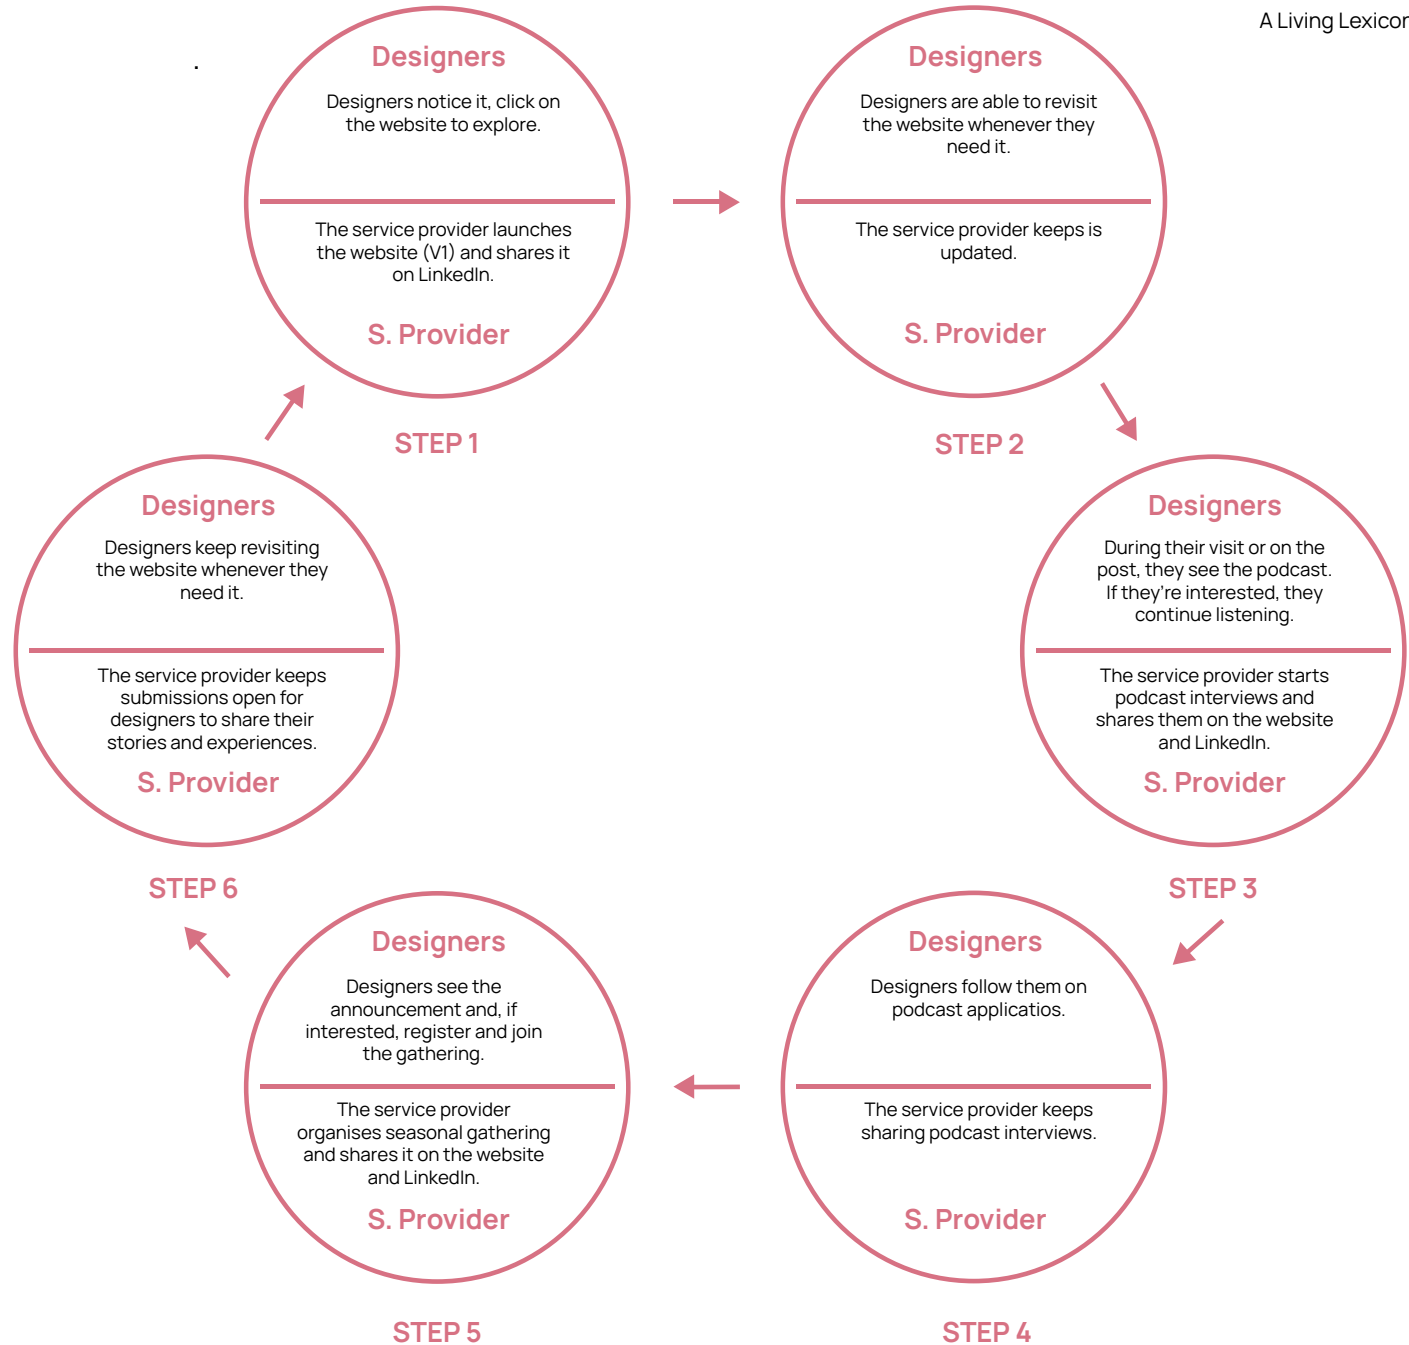 A Living Lexicon
.
Designers
Designers notice it, click on
the website to explore.
The service provider launches
the website (V1) and shares it
on LinkedIn.
S. Provider
STEP 1
Designers
Designers are able to revisit
the website whenever they
need it.
The service provider keeps is
updated.
S. Provider
STEP 2
Designers
During their visit or on the
post, they see the podcast.
If they're interested, they
continue listening.
The service provider starts
podcast interviews and
shares them on the website
and LinkedIn.
S. Provider
STEP 3
Designers
Designers follow them on
podcast applicatios.
The service provider keeps
sharing podcast interviews.
S. Provider
STEP 4
Designers
Designers see the
announcement and, if
interested, register and join
the gathering.
The service provider
organises seasonal gathering
and shares it on the website
and LinkedIn.
S. Provider
STEP 5
Designers
Designers keep revisiting
the website whenever they
need it.
The service provider keeps
submissions open for
designers to share their
stories and experiences.
S. Provider
STEP 6